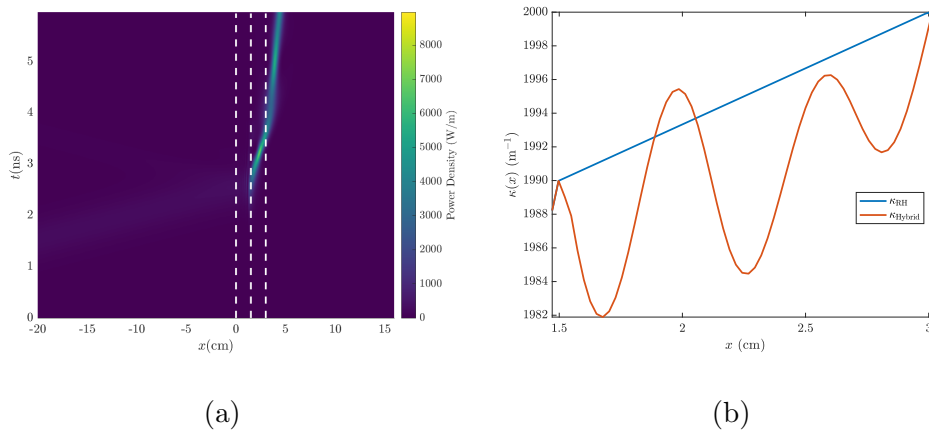 5
4
3
2
1
0
t(ns)
-20 -15 -10 -5 0 5 10 15
x(cm)
8000
7000
6000
5000
4000
3000
2000
1000
0
Power Density (W/m)
(a)
2000
1998
1996
1994
1992
1990
1988
1986
1984
1982
κ(x) (m⁻¹)
1.5 2 2.5 3
x (cm)
κ_RH
κ_Hybrid
(b)